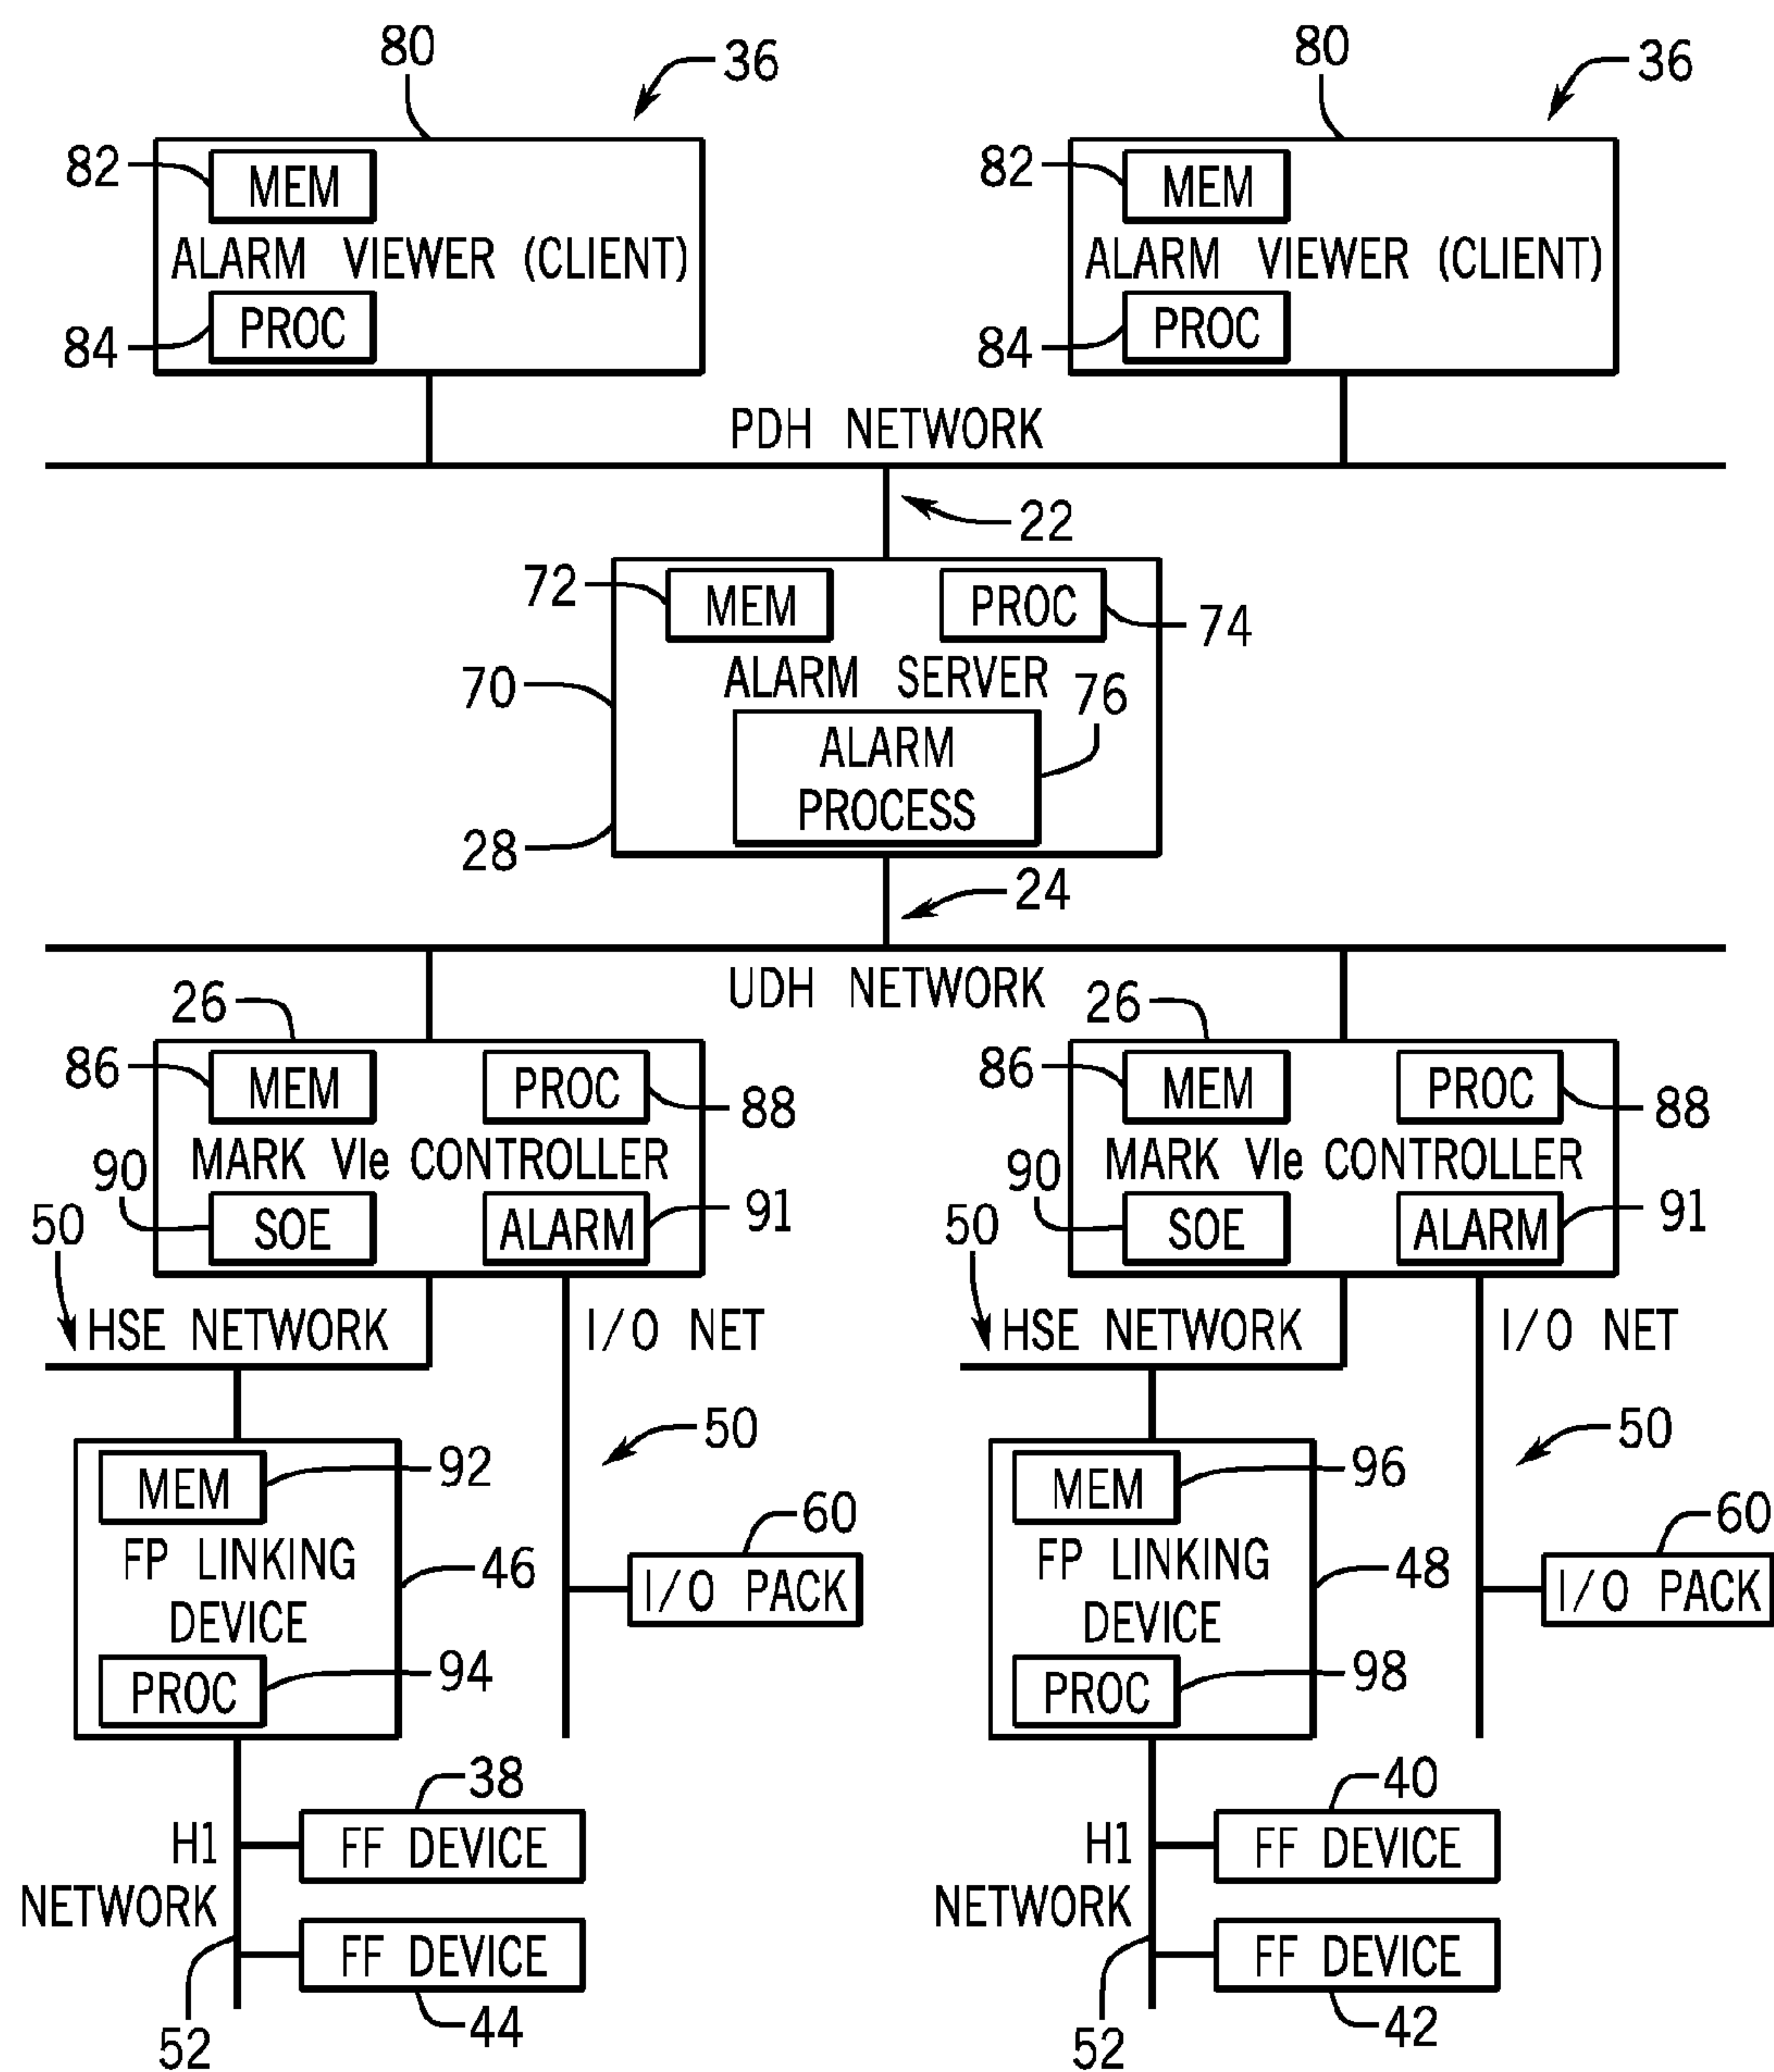 80 36 80 36
82 MEM 82 MEM
ALARM VIEWER (CLIENT) ALARM VIEWER (CLIENT)
84 PROC 84 PROC
PDH NETWORK
22
72 MEM PROC 74
ALARM SERVER
70 76
ALARM
PROCESS
28
24
UDH NETWORK
26 26
86 MEM PROC 88 86 MEM PROC 88
MARK VIe CONTROLLER MARK VIe CONTROLLER
90 SOE ALARM 91 90 SOE ALARM 91
50 50
HSE NETWORK I/O NET HSE NETWORK I/O NET
50 50
MEM 92 MEM 96
60 60
FP LINKING 46 FP LINKING 48
I/O PACK I/O PACK
DEVICE DEVICE
PROC 94 PROC 98
38 40
H1 FF DEVICE H1 FF DEVICE
NETWORK NETWORK
FF DEVICE FF DEVICE
52 44 52 42